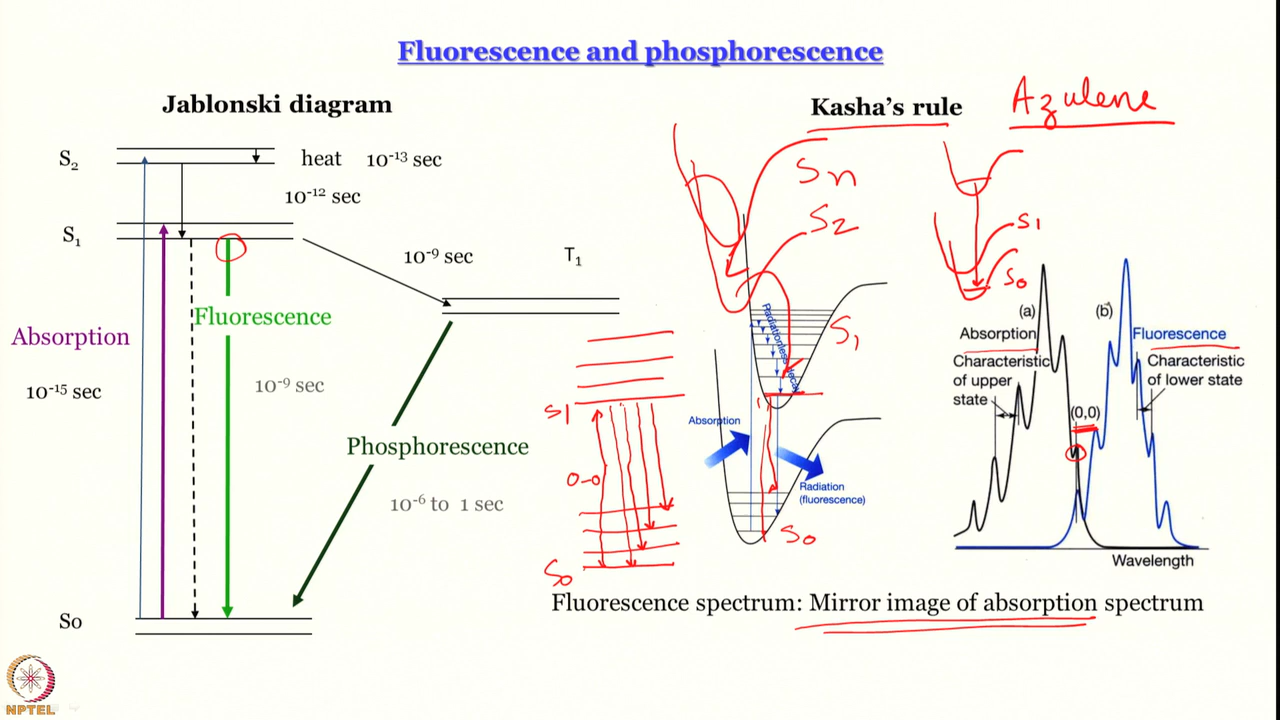 Fluorescence and phosphorescence
Jablonski diagram
S₂
heat 10⁻¹³ sec
10⁻¹² sec
S₁
10⁻⁹ sec
T₁
Fluorescence
Absorption
10⁻¹⁵ sec
10⁻⁹ sec
Phosphorescence
10⁻⁶ to 1 sec
So
Kasha's rule
Azulene
Sn
S2
S1
Radiationless decay
Absorption
Radiation
(fluorescence)
S0
S1
0-0
S0
S1
S0
(a)
Absorption
Characteristic
of upper
state
(0,0)
(b)
Fluorescence
Characteristic
of lower state
Wavelength
Fluorescence spectrum: Mirror image of absorption spectrum
NPTEL